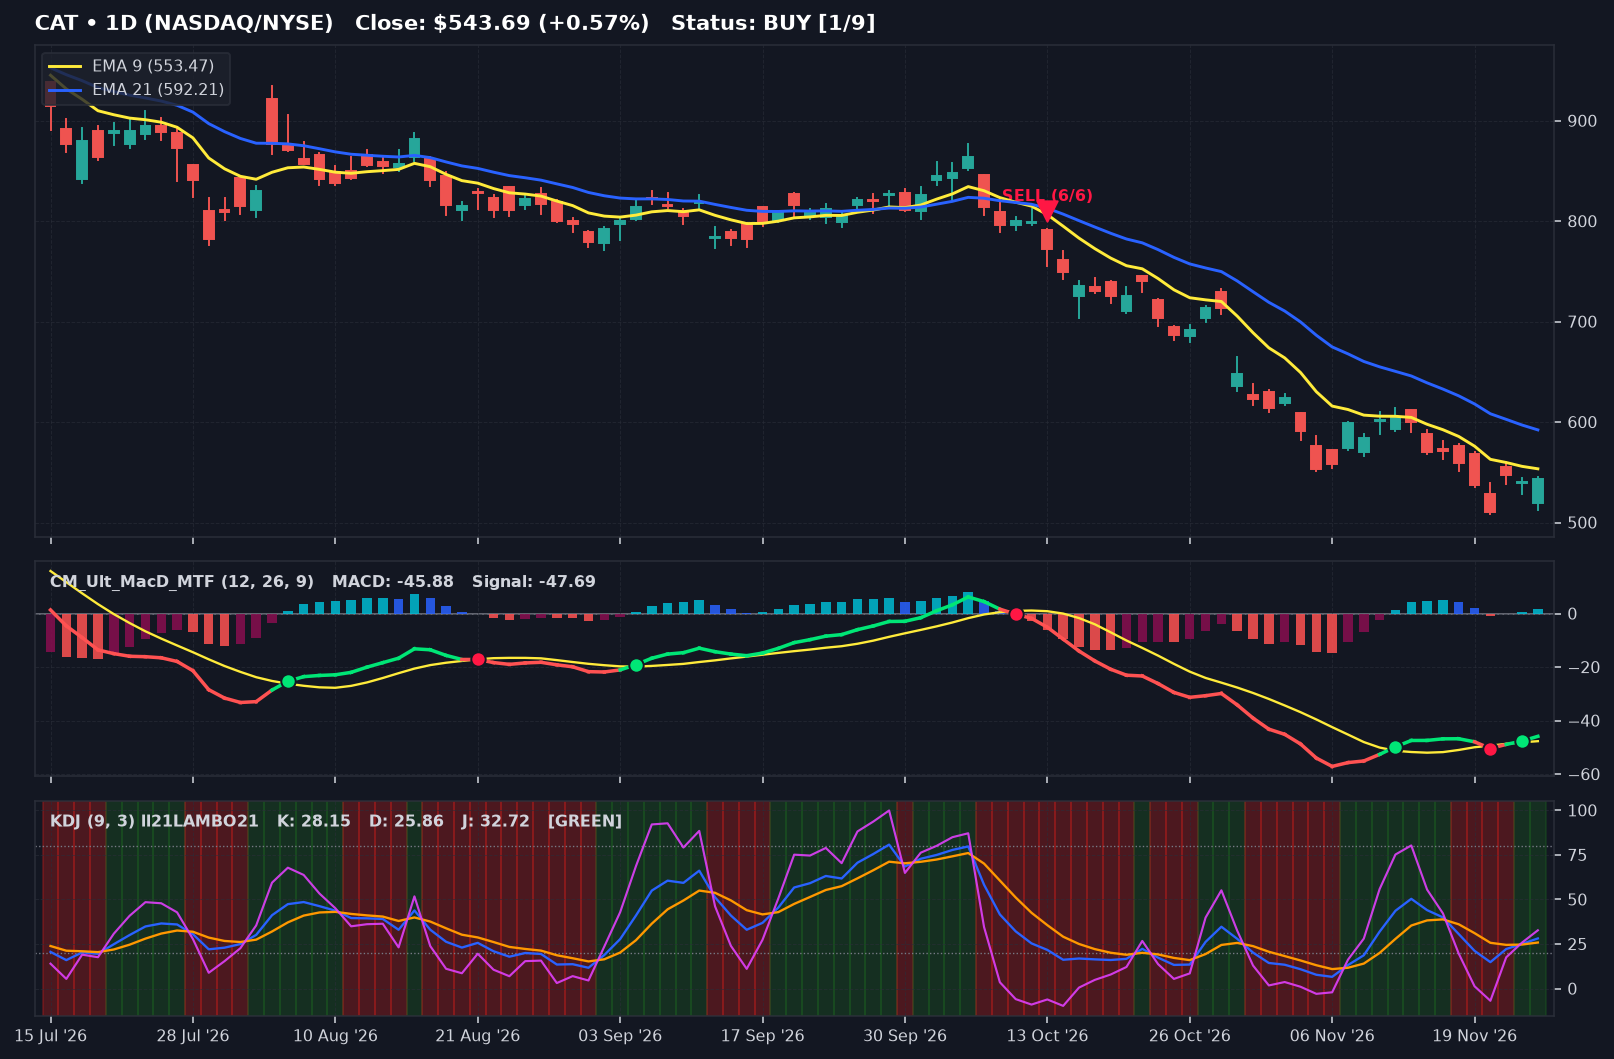 CAT • 1D (NASDAQ/NYSE)   Close: $543.69 (+0.57%)   Status: BUY [1/9]
EMA 9 (553.47)
EMA 21 (592.21)
SELL (6/6)
900
800
700
600
500
CM_Ult_MacD_MTF (12, 26, 9)   MACD: -45.88   Signal: -47.69
0
−20
−40
−60
KDJ (9, 3) II21LAMBO21   K: 28.15   D: 25.86   J: 32.72   [GREEN]
100
75
50
25
0
15 Jul '26   28 Jul '26   10 Aug '26   21 Aug '26   03 Sep '26   17 Sep '26   30 Sep '26   13 Oct '26   26 Oct '26   06 Nov '26   19 Nov '26